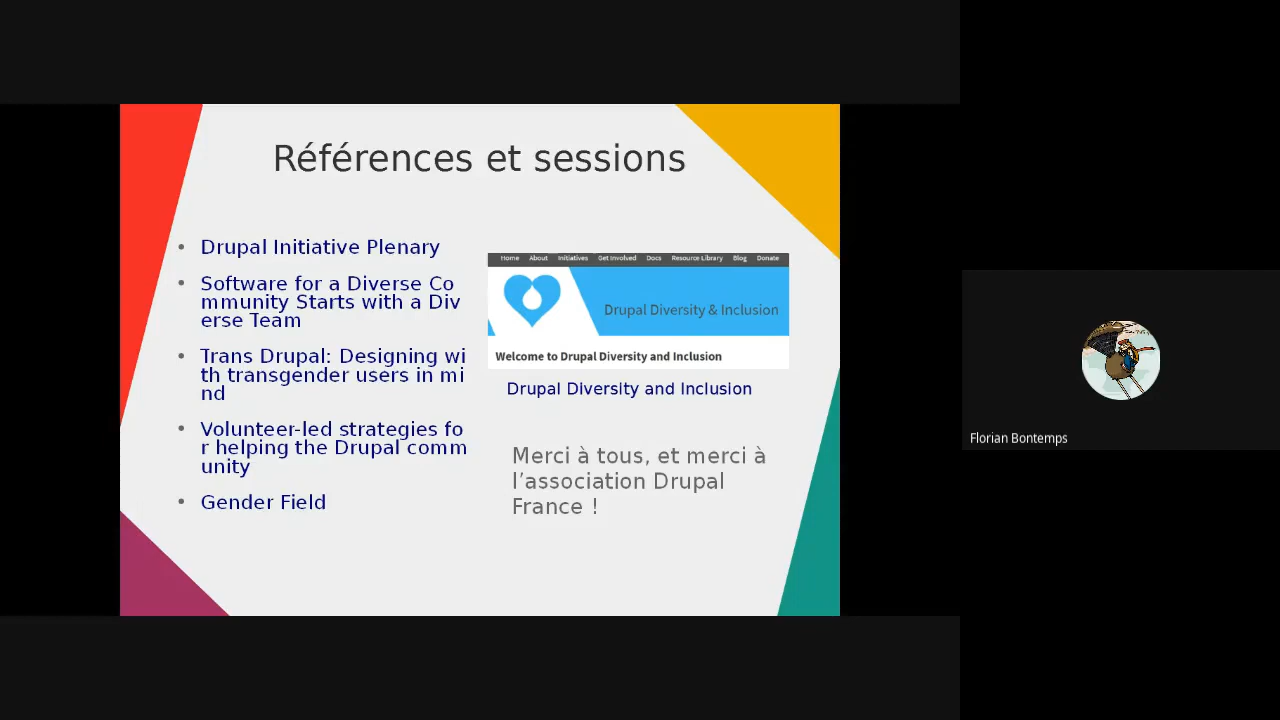 Références et sessions
• Drupal Initiative Plenary
• Software for a Diverse Co
mmunity Starts with a Div
erse Team
• Trans Drupal: Designing wi
th transgender users in mi
nd
• Volunteer-led strategies fo
r helping the Drupal comm
unity
• Gender Field
Home About Initiatives Get Involved Docs Resource Library Blog Donate
Drupal Diversity & Inclusion
Welcome to Drupal Diversity and Inclusion
Drupal Diversity and Inclusion
Merci à tous, et merci à
l’association Drupal
France !
Florian Bontemps